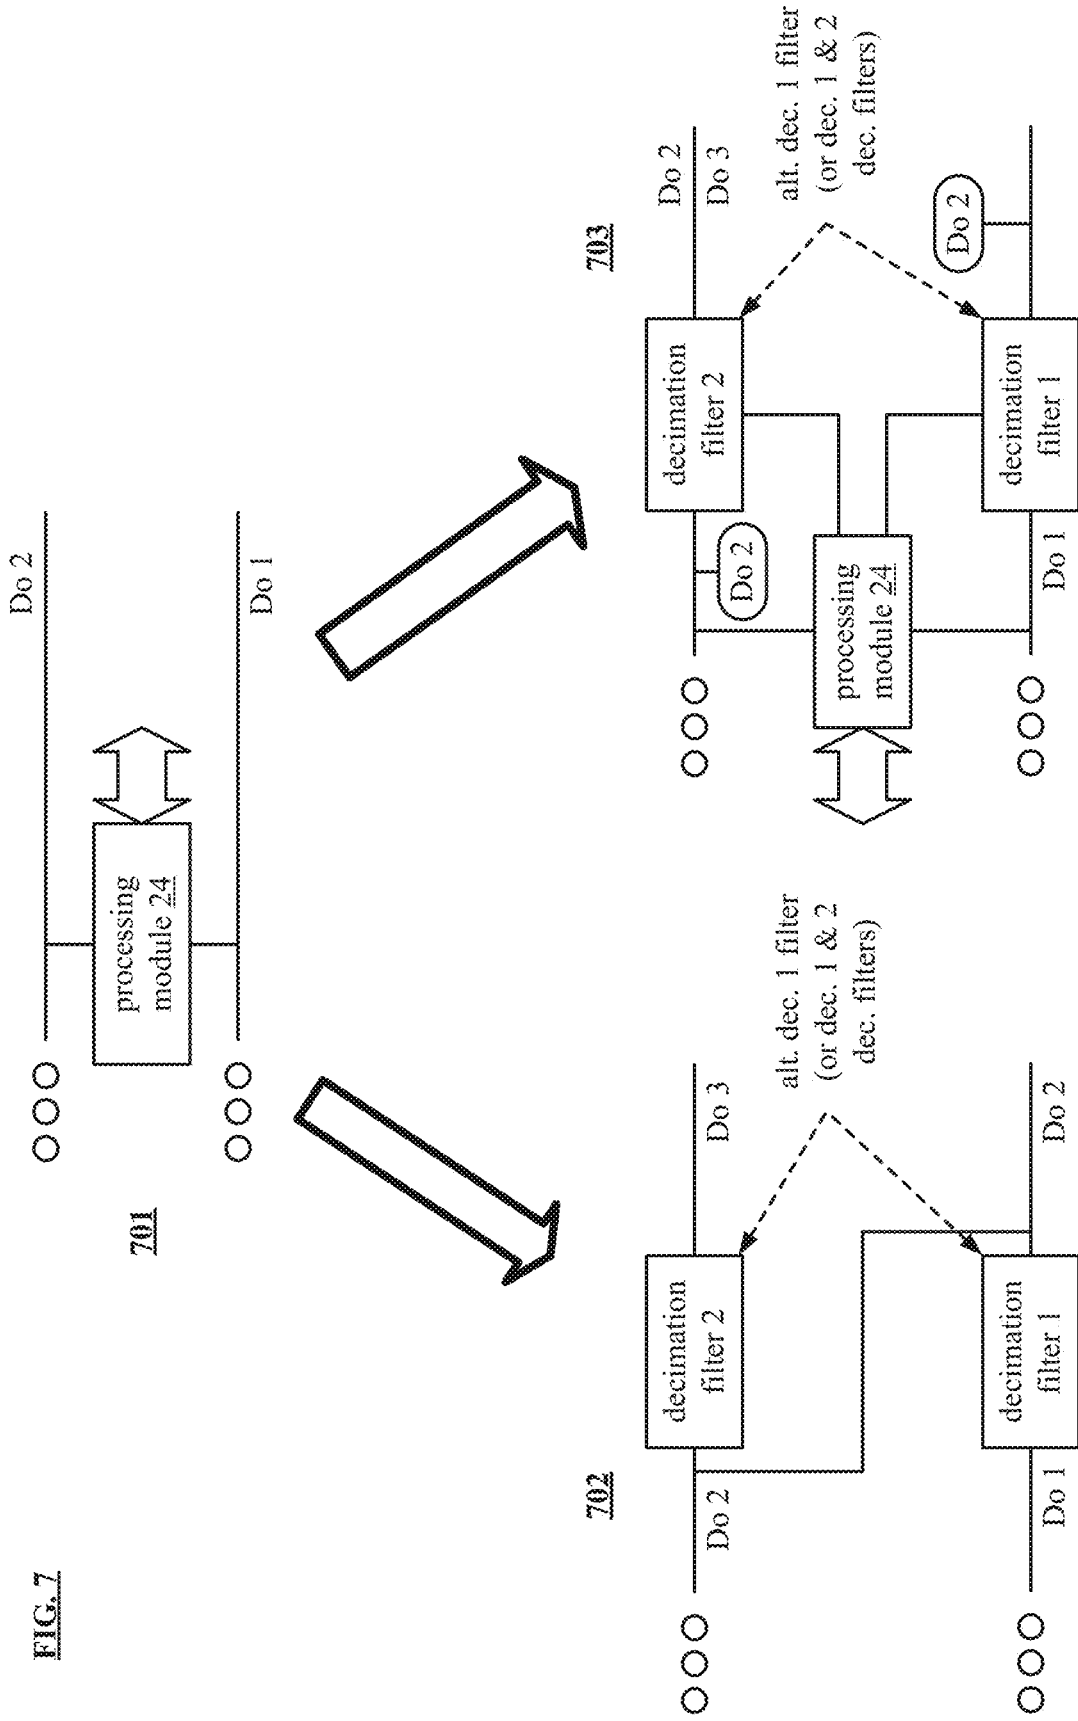 FIG. 7
701
Do 2
processing
module 24
Do 1
702
Do 2
decimation
filter 2
Do 3
Do 1
decimation
filter 1
Do 2
alt. dec. 1 filter
(or dec. 1 & 2
dec. filters)
703
Do 2
decimation
filter 2
Do 2
Do 3
processing
module 24
Do 1
decimation
filter 1
Do 2
alt. dec. 1 filter
(or dec. 1 & 2
dec. filters)